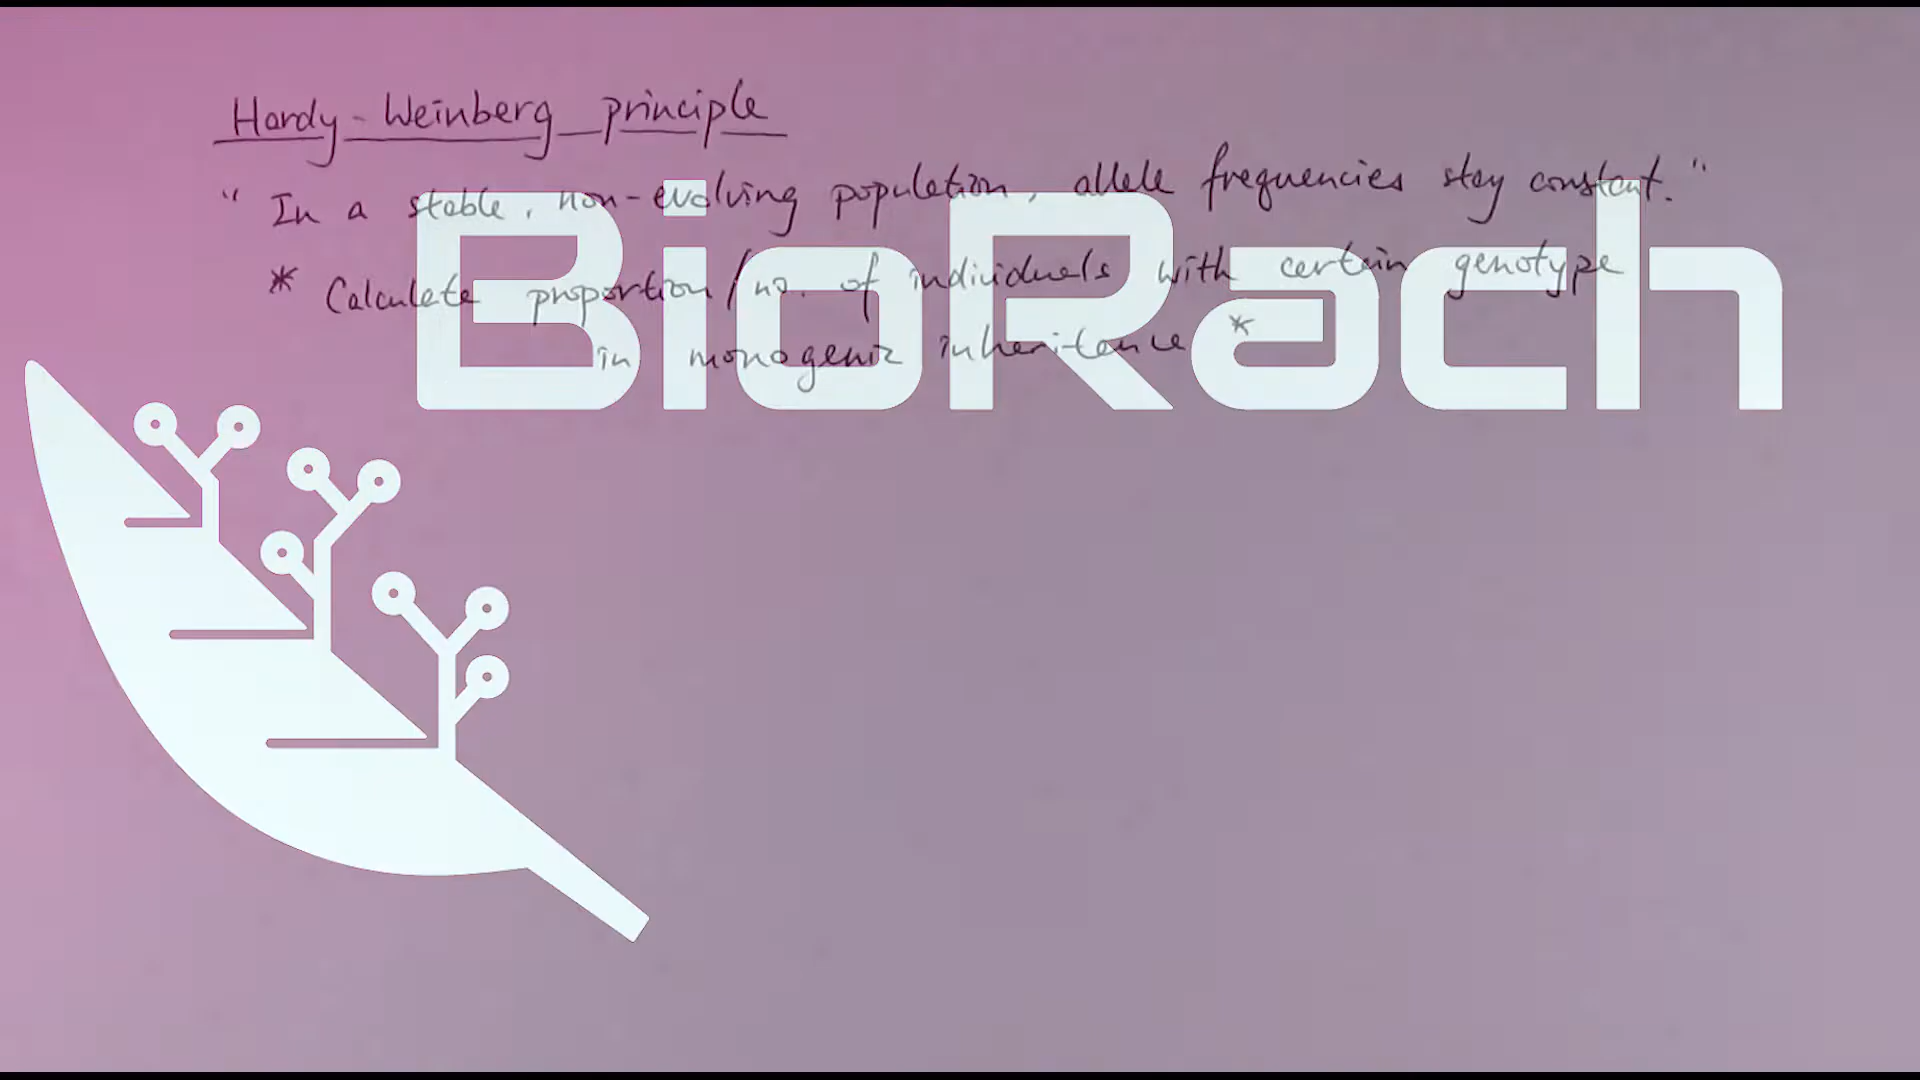 Hardy-Weinberg principle
" In a stable, non-evolving population, allele frequencies stay constant. "
* Calculate proportion/no. of individuals with certain genotype
in monogenic inheritance *
BioRach